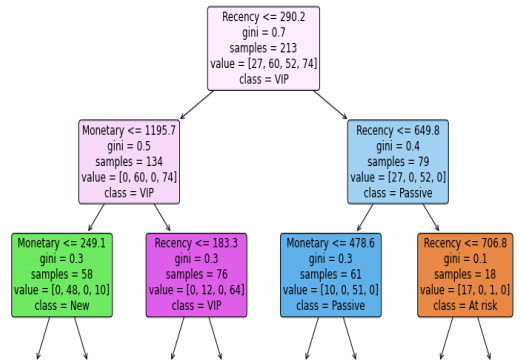 Recency <= 290.2
gini = 0.7
samples = 213
value = [27, 60, 52, 74]
class = VIP
Monetary <= 1195.7
gini = 0.5
samples = 134
value = [0, 60, 0, 74]
class = VIP
Recency <= 649.8
gini = 0.4
samples = 79
value = [27, 0, 52, 0]
class = Passive
Monetary <= 249.1
gini = 0.3
samples = 58
value = [0, 48, 0, 10]
class = New
Recency <= 183.3
gini = 0.3
samples = 76
value = [0, 12, 0, 64]
class = VIP
Monetary <= 478.6
gini = 0.3
samples = 61
value = [10, 0, 51, 0]
class = Passive
Recency <= 706.8
gini = 0.1
samples = 18
value = [17, 0, 1, 0]
class = At risk